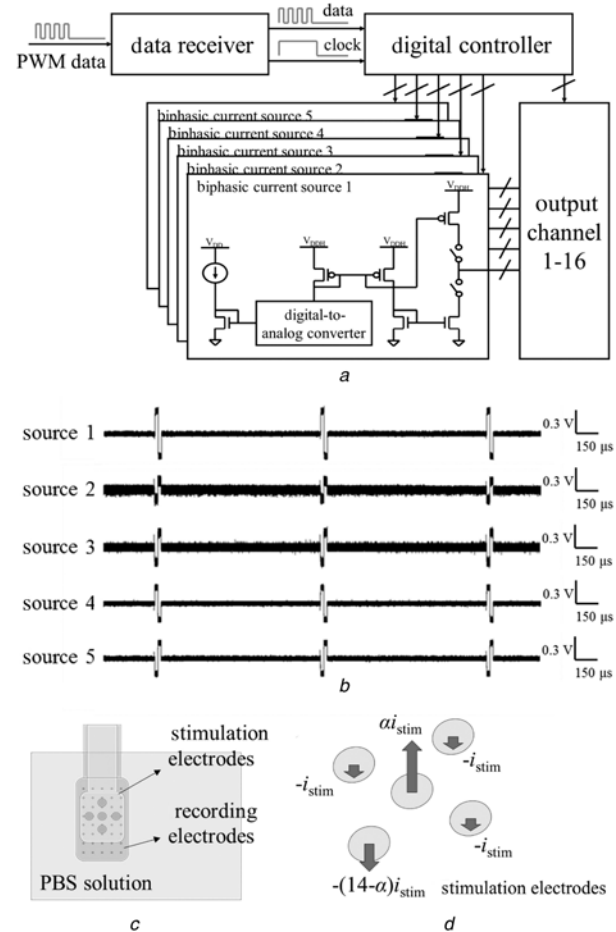 PWM data
data receiver
data
clock
digital controller
biphasic current source 5
biphasic current source 4
biphasic current source 3
biphasic current source 2
biphasic current source 1
VDDH
VDD
VDDH
VDDH
digital-to-
analog converter
output
channel
1-16
a
source 1
0.3 V
150 μs
source 2
0.3 V
150 μs
source 3
0.3 V
150 μs
source 4
0.3 V
150 μs
source 5
0.3 V
150 μs
b
stimulation
electrodes
recording
electrodes
PBS solution
c
αistim
-istim
-istim
-istim
-(14-α)istim
stimulation electrodes
d